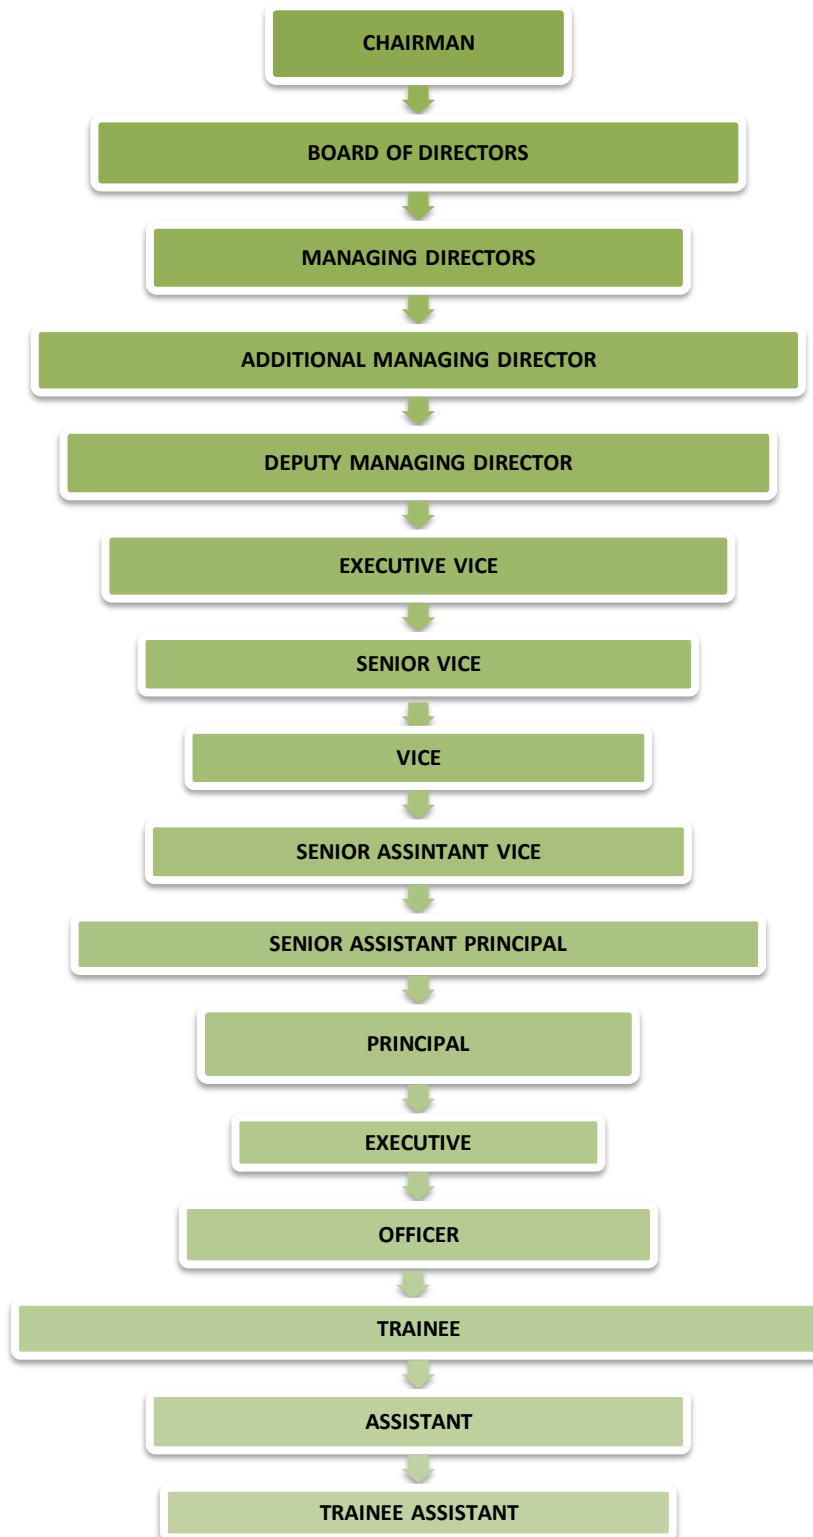 CHAIRMAN
BOARD OF DIRECTORS
MANAGING DIRECTORS
ADDITIONAL MANAGING DIRECTOR
DEPUTY MANAGING DIRECTOR
EXECUTIVE VICE
SENIOR VICE
VICE
SENIOR ASSINTANT VICE
SENIOR ASSISTANT PRINCIPAL
PRINCIPAL
EXECUTIVE
OFFICER
TRAINEE
ASSISTANT
TRAINEE ASSISTANT